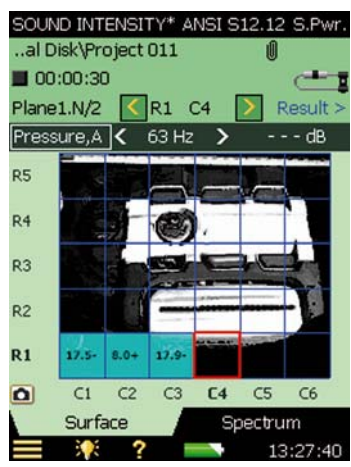 SOUND INTENSITY* ANSI S12.12 S.Pwr.
..al Disk\Project 011
00:00:30
Plane1.N/2 < R1 C4 > Result >
Pressure,A < 63 Hz > - - - dB
R5
R4
R3
R2
R1 17.5- 8.0+ 17.9-
C1 C2 C3 C4 C5 C6
Surface Spectrum
? 13:27:40